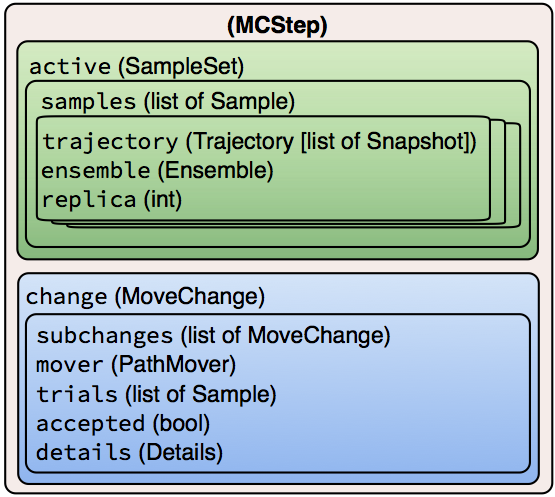 (MCStep)
active (SampleSet)
samples (list of Sample)
trajectory (Trajectory [list of Snapshot])
ensemble (Ensemble)
replica (int)
change (MoveChange)
subchanges (list of MoveChange)
mover (PathMover)
trials (list of Sample)
accepted (bool)
details (Details)